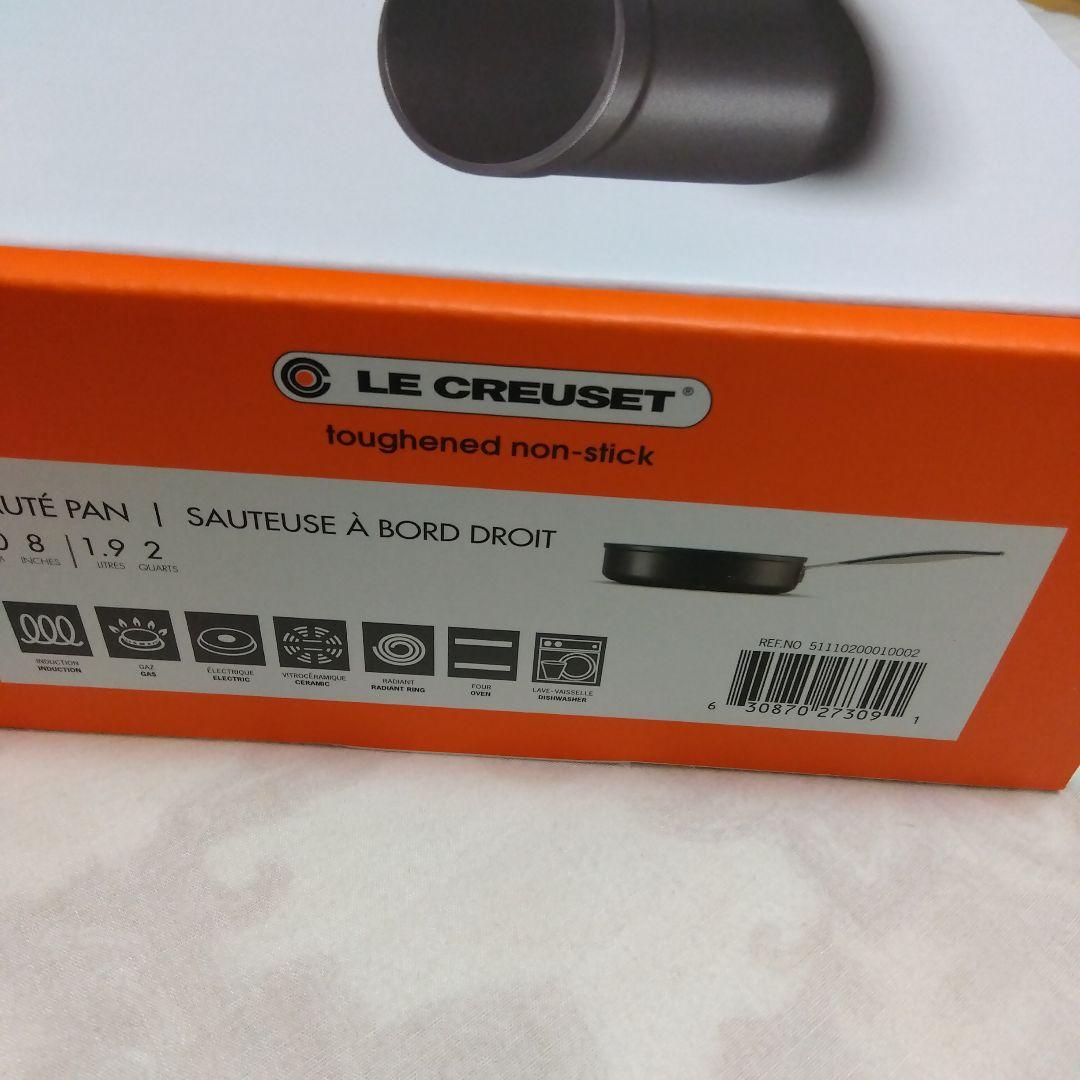 LE CREUSET®
toughened non-stick
PAN | SAUTEUSE À BORD DROIT
8 | 1.9 2
INCHES LITRES QUARTS
INDUCTION
INDUCTION
GAZ
GAS
ÉLECTRIQUE
ELECTRIC
VITROCÉRAMIQUE
CERAMIC
RADIANT
RADIANT RING
FOUR
OVEN
LAVE-VAISSELLE
DISHWASHER
REF.NO 51110200010002
6 30870 27309 1